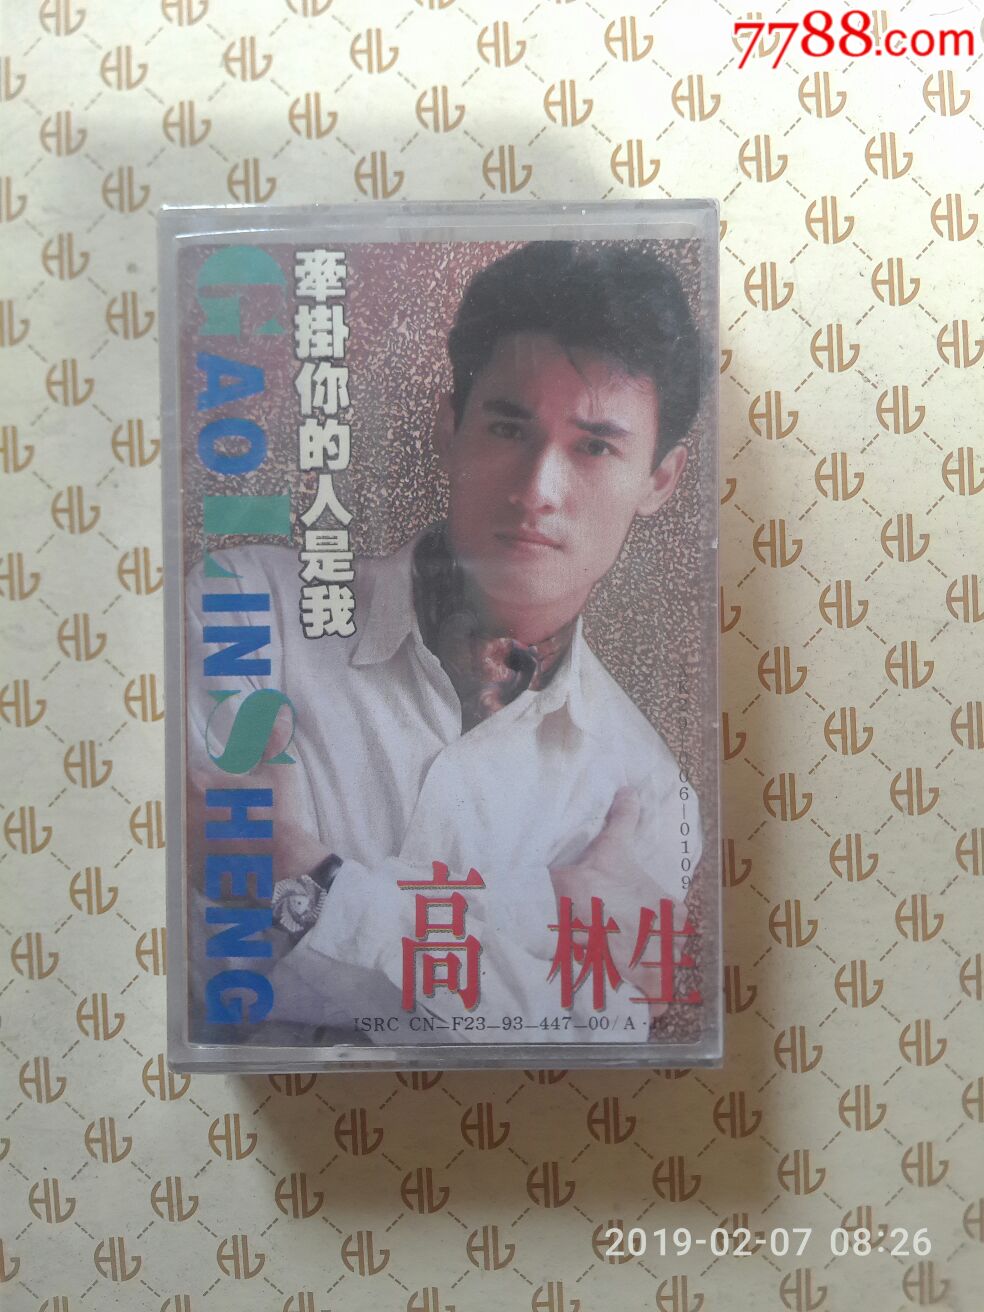 7788.com
牽掛你的人是我
GAO LIN SHENG
高林生
ISRC CN—F23—93—447—00/A·J6
2019-02-07 08:26